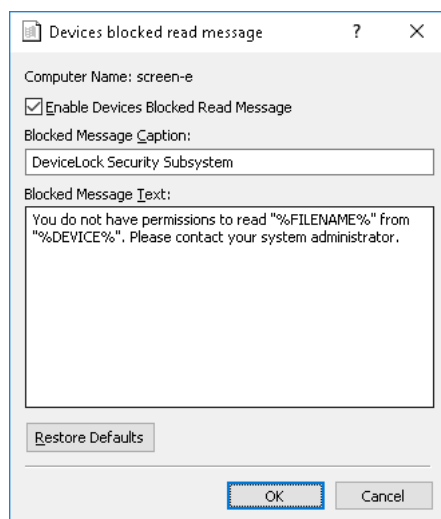 Devices blocked read message
Computer Name: screen-e
Enable Devices Blocked Read Message
Blocked Message Caption:
DeviceLock Security Subsystem
Blocked Message Text:
You do not have permissions to read "%FILENAME%" from
"%DEVICE%". Please contact your system administrator.
Restore Defaults
OK Cancel